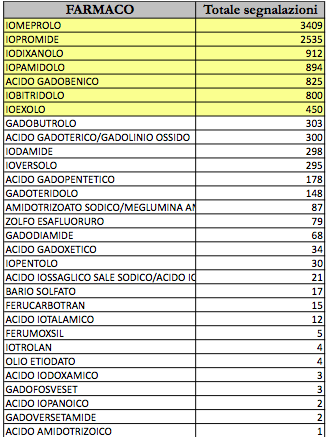 FARMACO Totale segnalazioni
IOMEPROLO 3409
IOPROMIDE 2535
IODIXANOLO 912
IOPAMIDOLO 894
ACIDO GADOBENICO 825
IOBITRIDOLO 800
IOEXOLO 450
GADOBUTROLO 303
ACIDO GADOTERICO/GADOLINIO OSSIDO 300
IODAMIDE 298
IOVERSOLO 295
ACIDO GADOPENTETICO 178
GADOTERIDOLO 148
AMIDOTRIZOATO SODICO/MEGLUMINA AM 87
ZOLFO ESAFLUORURO 79
GADODIAMIDE 68
ACIDO GADOXETICO 34
IOPENTOLO 30
ACIDO IOSSAGLICO SALE SODICO/ACIDO IO 21
BARIO SOLFATO 17
FERUCARBOTRAN 15
ACIDO IOTALAMICO 12
FERUMOXSIL 5
IOTROLAN 4
OLIO ETIODATO 4
ACIDO IODOXAMICO 3
GADOFOSVESET 3
ACIDO IOPANOICO 2
GADOVERSETAMIDE 2
ACIDO AMIDOTRIZOICO 1